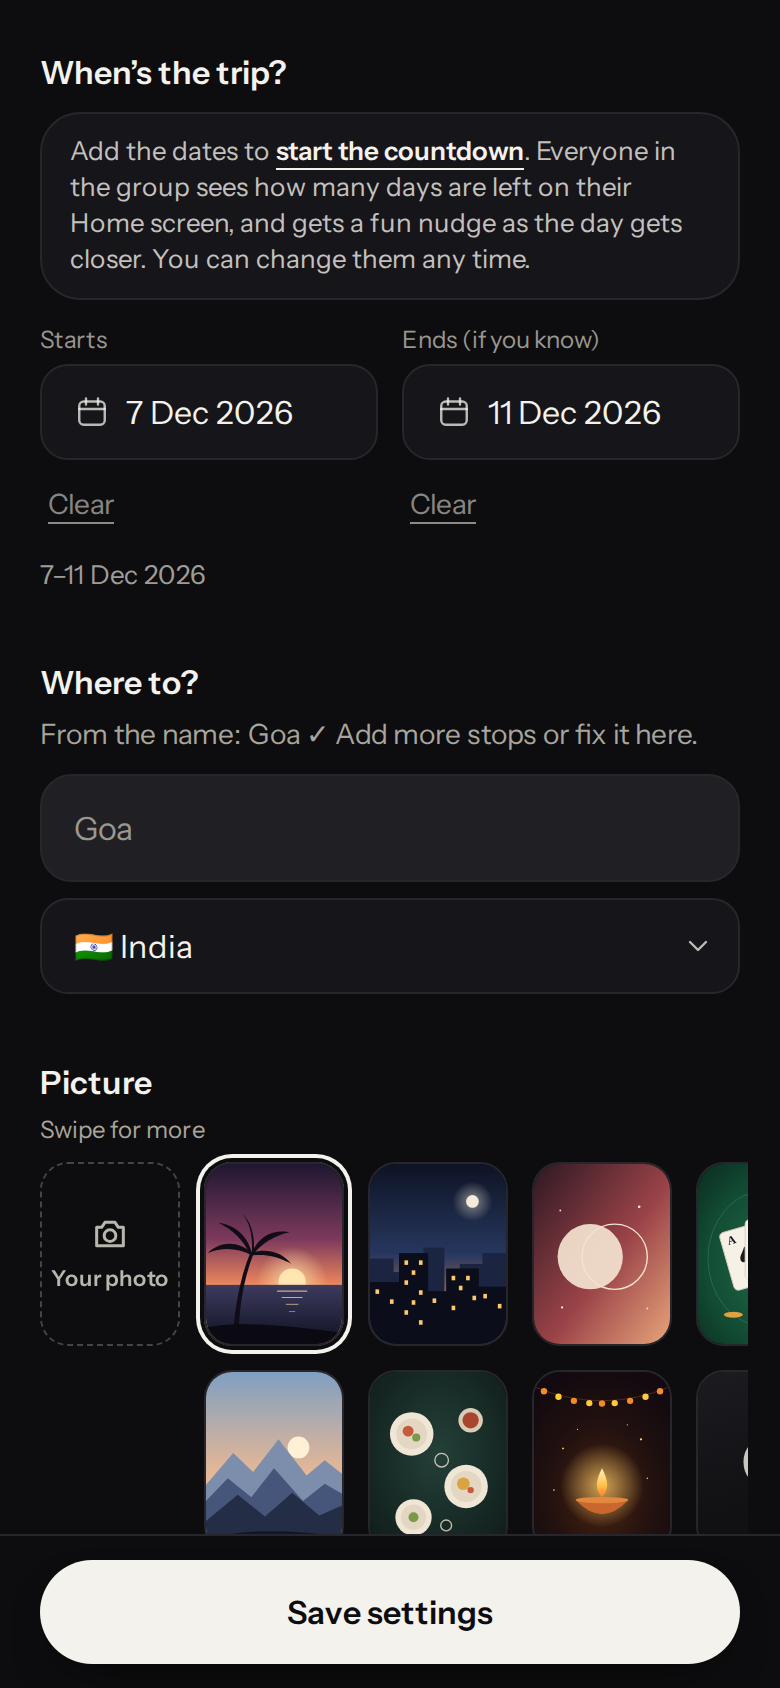 When's the trip?
Add the dates to start the countdown. Everyone in
the group sees how many days are left on their
Home screen, and gets a fun nudge as the day gets
closer. You can change them any time.
Starts
Ends (if you know)
7 Dec 2026
11 Dec 2026
Clear
Clear
7–11 Dec 2026
Where to?
From the name: Goa ✓ Add more stops or fix it here.
Goa
🇮🇳 India
Picture
Swipe for more
Your photo
A
Save settings